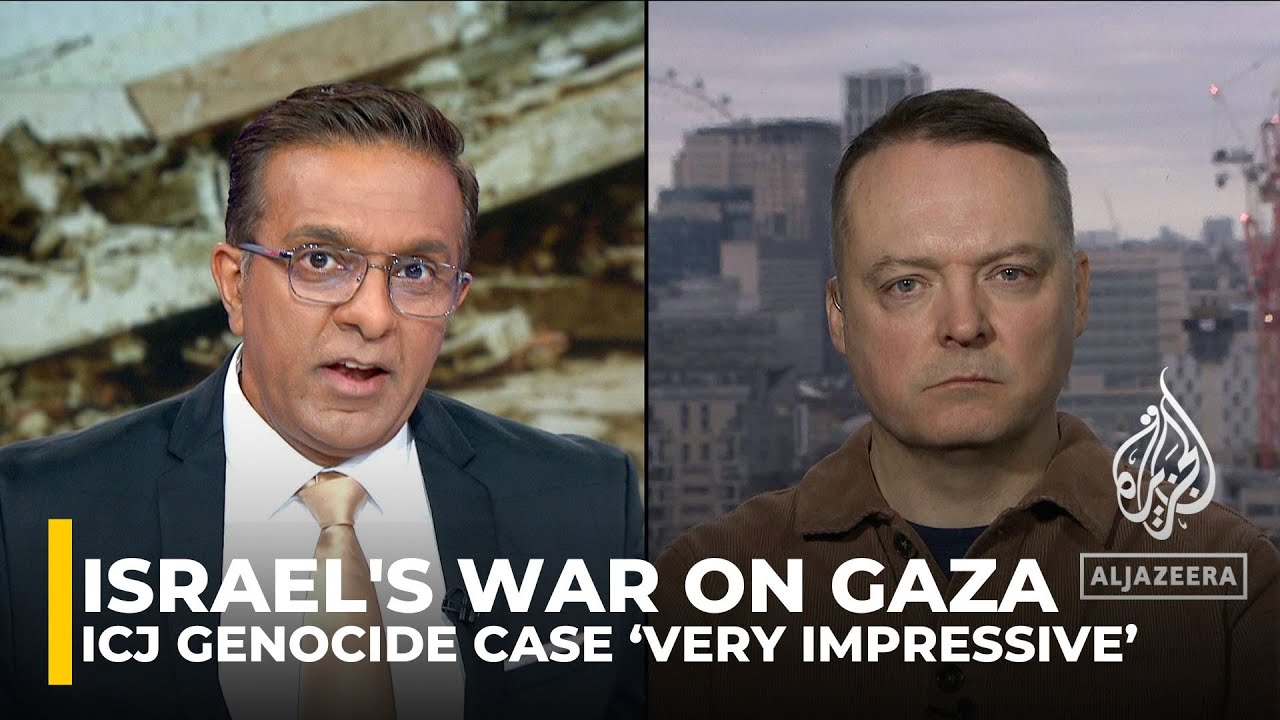 ISRAEL'S WAR ON GAZA
ICJ GENOCIDE CASE ‘VERY IMPRESSIVE’
الجزيرة
ALJAZEERA